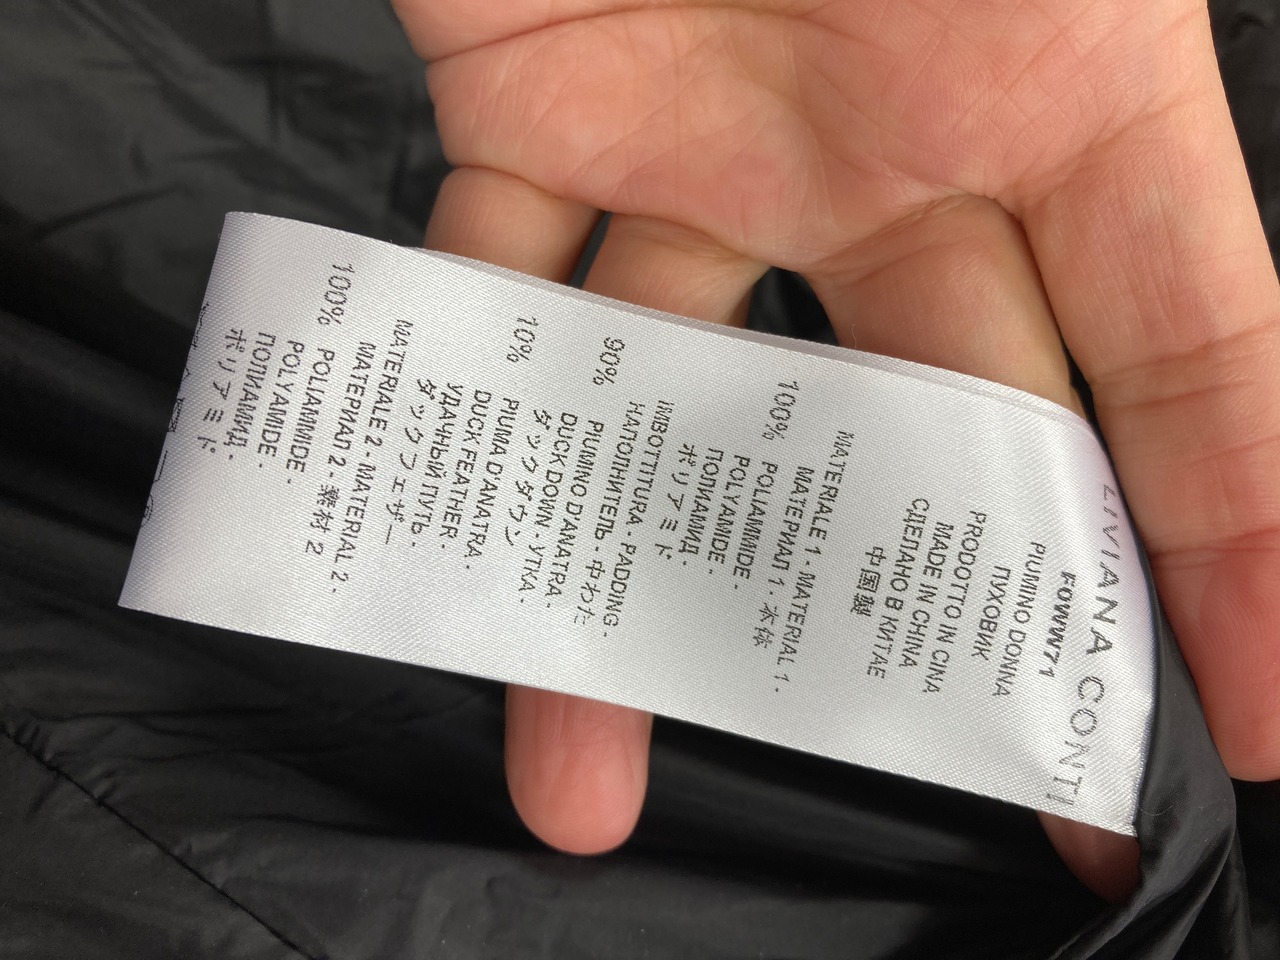 LIVIANA CONTI
F0WW71
PIUMINO DONNA
ПУХОВИК
PRODOTTO IN CINA
MADE IN CHINA
СДЕЛАНО В КИТАЕ
中国製
MATERIALE 1 - MATERIAL 1 -
МАТЕРИАЛ 1 - 本体
100% POLIAMMIDE -
POLYAMIDE -
ПОЛИАМИД -
ポリアミド
IMBOTTITURA - PADDING -
НАПОЛНИТЕЛЬ - 中わた
90% PIUMINO D'ANATRA -
DUCK DOWN - УТКА -
ダックダウン
10% PIUMA D'ANATRA -
DUCK FEATHER -
УДАЧНЫЙ ПУТЬ -
ダックフェザー
MATERIALE 2 - MATERIAL 2 -
МАТЕРИАЛ 2 - 素材 2
100% POLIAMMIDE -
POLYAMIDE -
ПОЛИАМИД -
ポリアミド